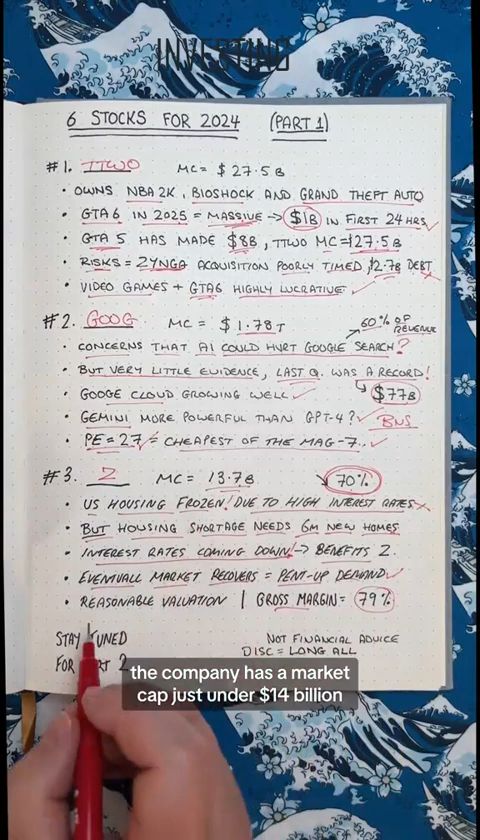 INVESTING
6 STOCKS FOR 2024 (PART 1)
#1. TTWO MC = $27.5B
• OWNS NBA 2K, BIOSHOCK AND GRAND THEFT AUTO
• GTA 6 IN 2025 = MASSIVE → $1B IN FIRST 24HRS
• GTA 5 HAS MADE $8B, TTWO MC=$27.5B
• RISKS = ZYNGA ACQUISITION POORLY TIMED, $2.7B DEBT
• VIDEO GAMES + GTA6 HIGHLY LUCRATIVE
#2. GOOG MC = $1.78T 60% OF REVENUE
• CONCERNS THAT AI COULD HURT GOOGLE SEARCH?
• BUT VERY LITTLE EVIDENCE, LAST Q. WAS A RECORD!
• GOOGE CLOUD GROWING WELL $77B
• GEMINI MORE POWERFUL THAN GPT-4? BNS
• PE = 27 = CHEAPEST OF THE MAG-7.
#3. Z MC = 13.7B 70%
• US HOUSING FROZEN! DUE TO HIGH INTEREST RATES
• BUT HOUSING SHORTAGE NEEDS 6M NEW HOMES
• INTEREST RATES COMING DOWN! → BENEFITS Z.
• EVENTUALL MARKET RECOVERS = PENT-UP DEMAND
• REASONABLE VALUATION | GROSS MARGIN = 79%
STAY TUNED
FOR 2
NOT FINANCIAL ADVICE
DISC = LONG ALL
the company has a market
cap just under $14 billion